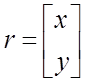 r = [x
y]